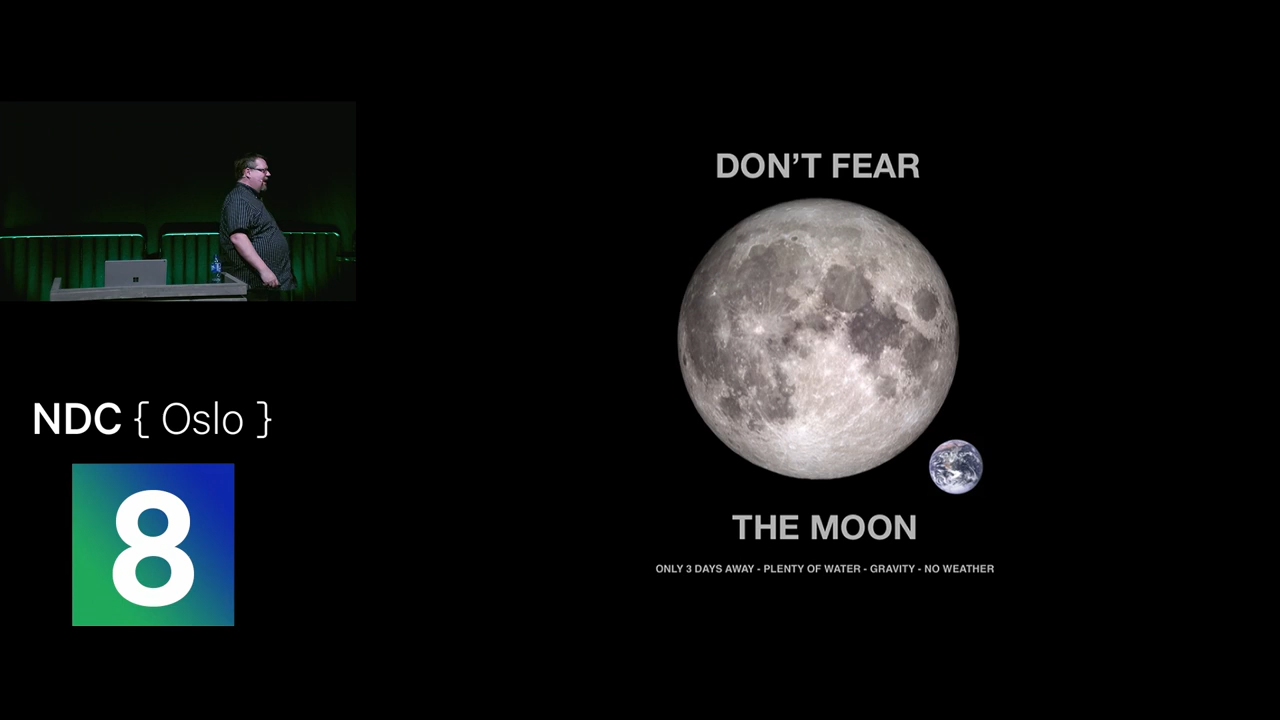 DON'T FEAR
THE MOON
ONLY 3 DAYS AWAY - PLENTY OF WATER - GRAVITY - NO WEATHER
NDC { Oslo }
8